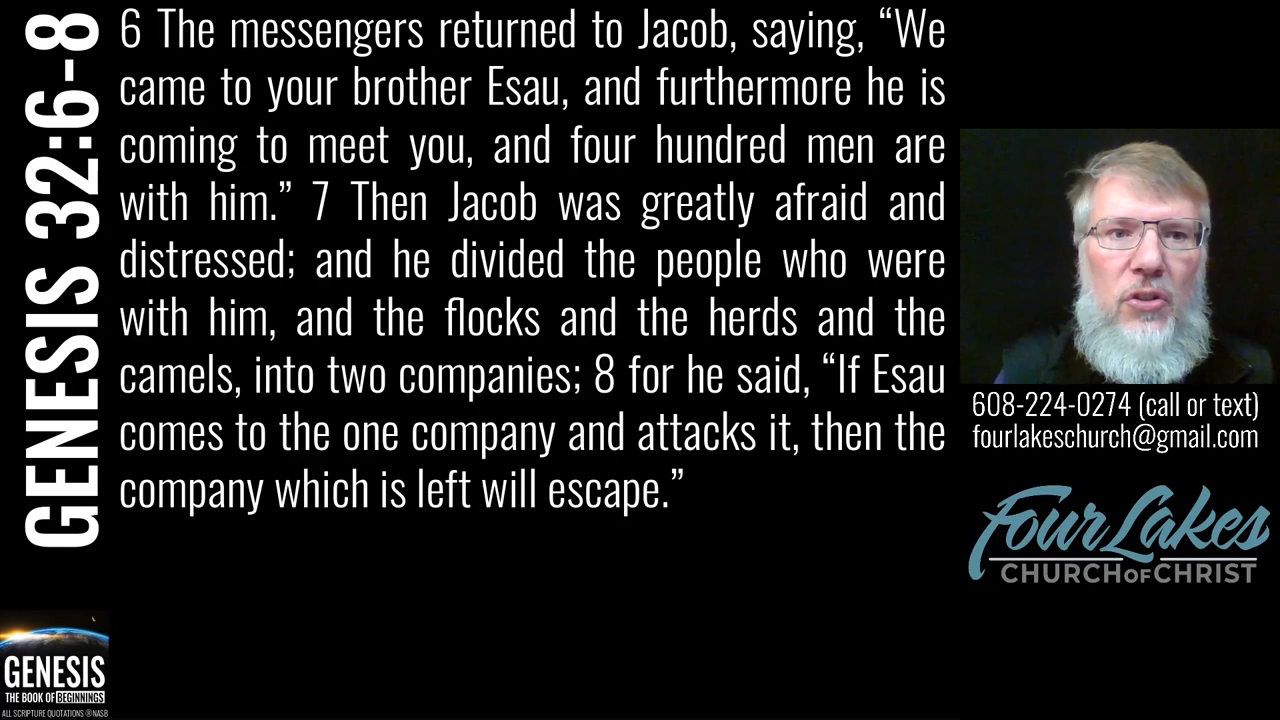 GENESIS 32:6-8
6 The messengers returned to Jacob, saying, “We
came to your brother Esau, and furthermore he is
coming to meet you, and four hundred men are
with him.” 7 Then Jacob was greatly afraid and
distressed; and he divided the people who were
with him, and the flocks and the herds and the
camels, into two companies; 8 for he said, “If Esau
comes to the one company and attacks it, then the
company which is left will escape.”
608-224-0274 (call or text)
fourlakeschurch@gmail.com
Four Lakes
CHURCH OF CHRIST
GENESIS
THE BOOK OF BEGINNINGS
ALL SCRIPTURE QUOTATIONS ®NASB